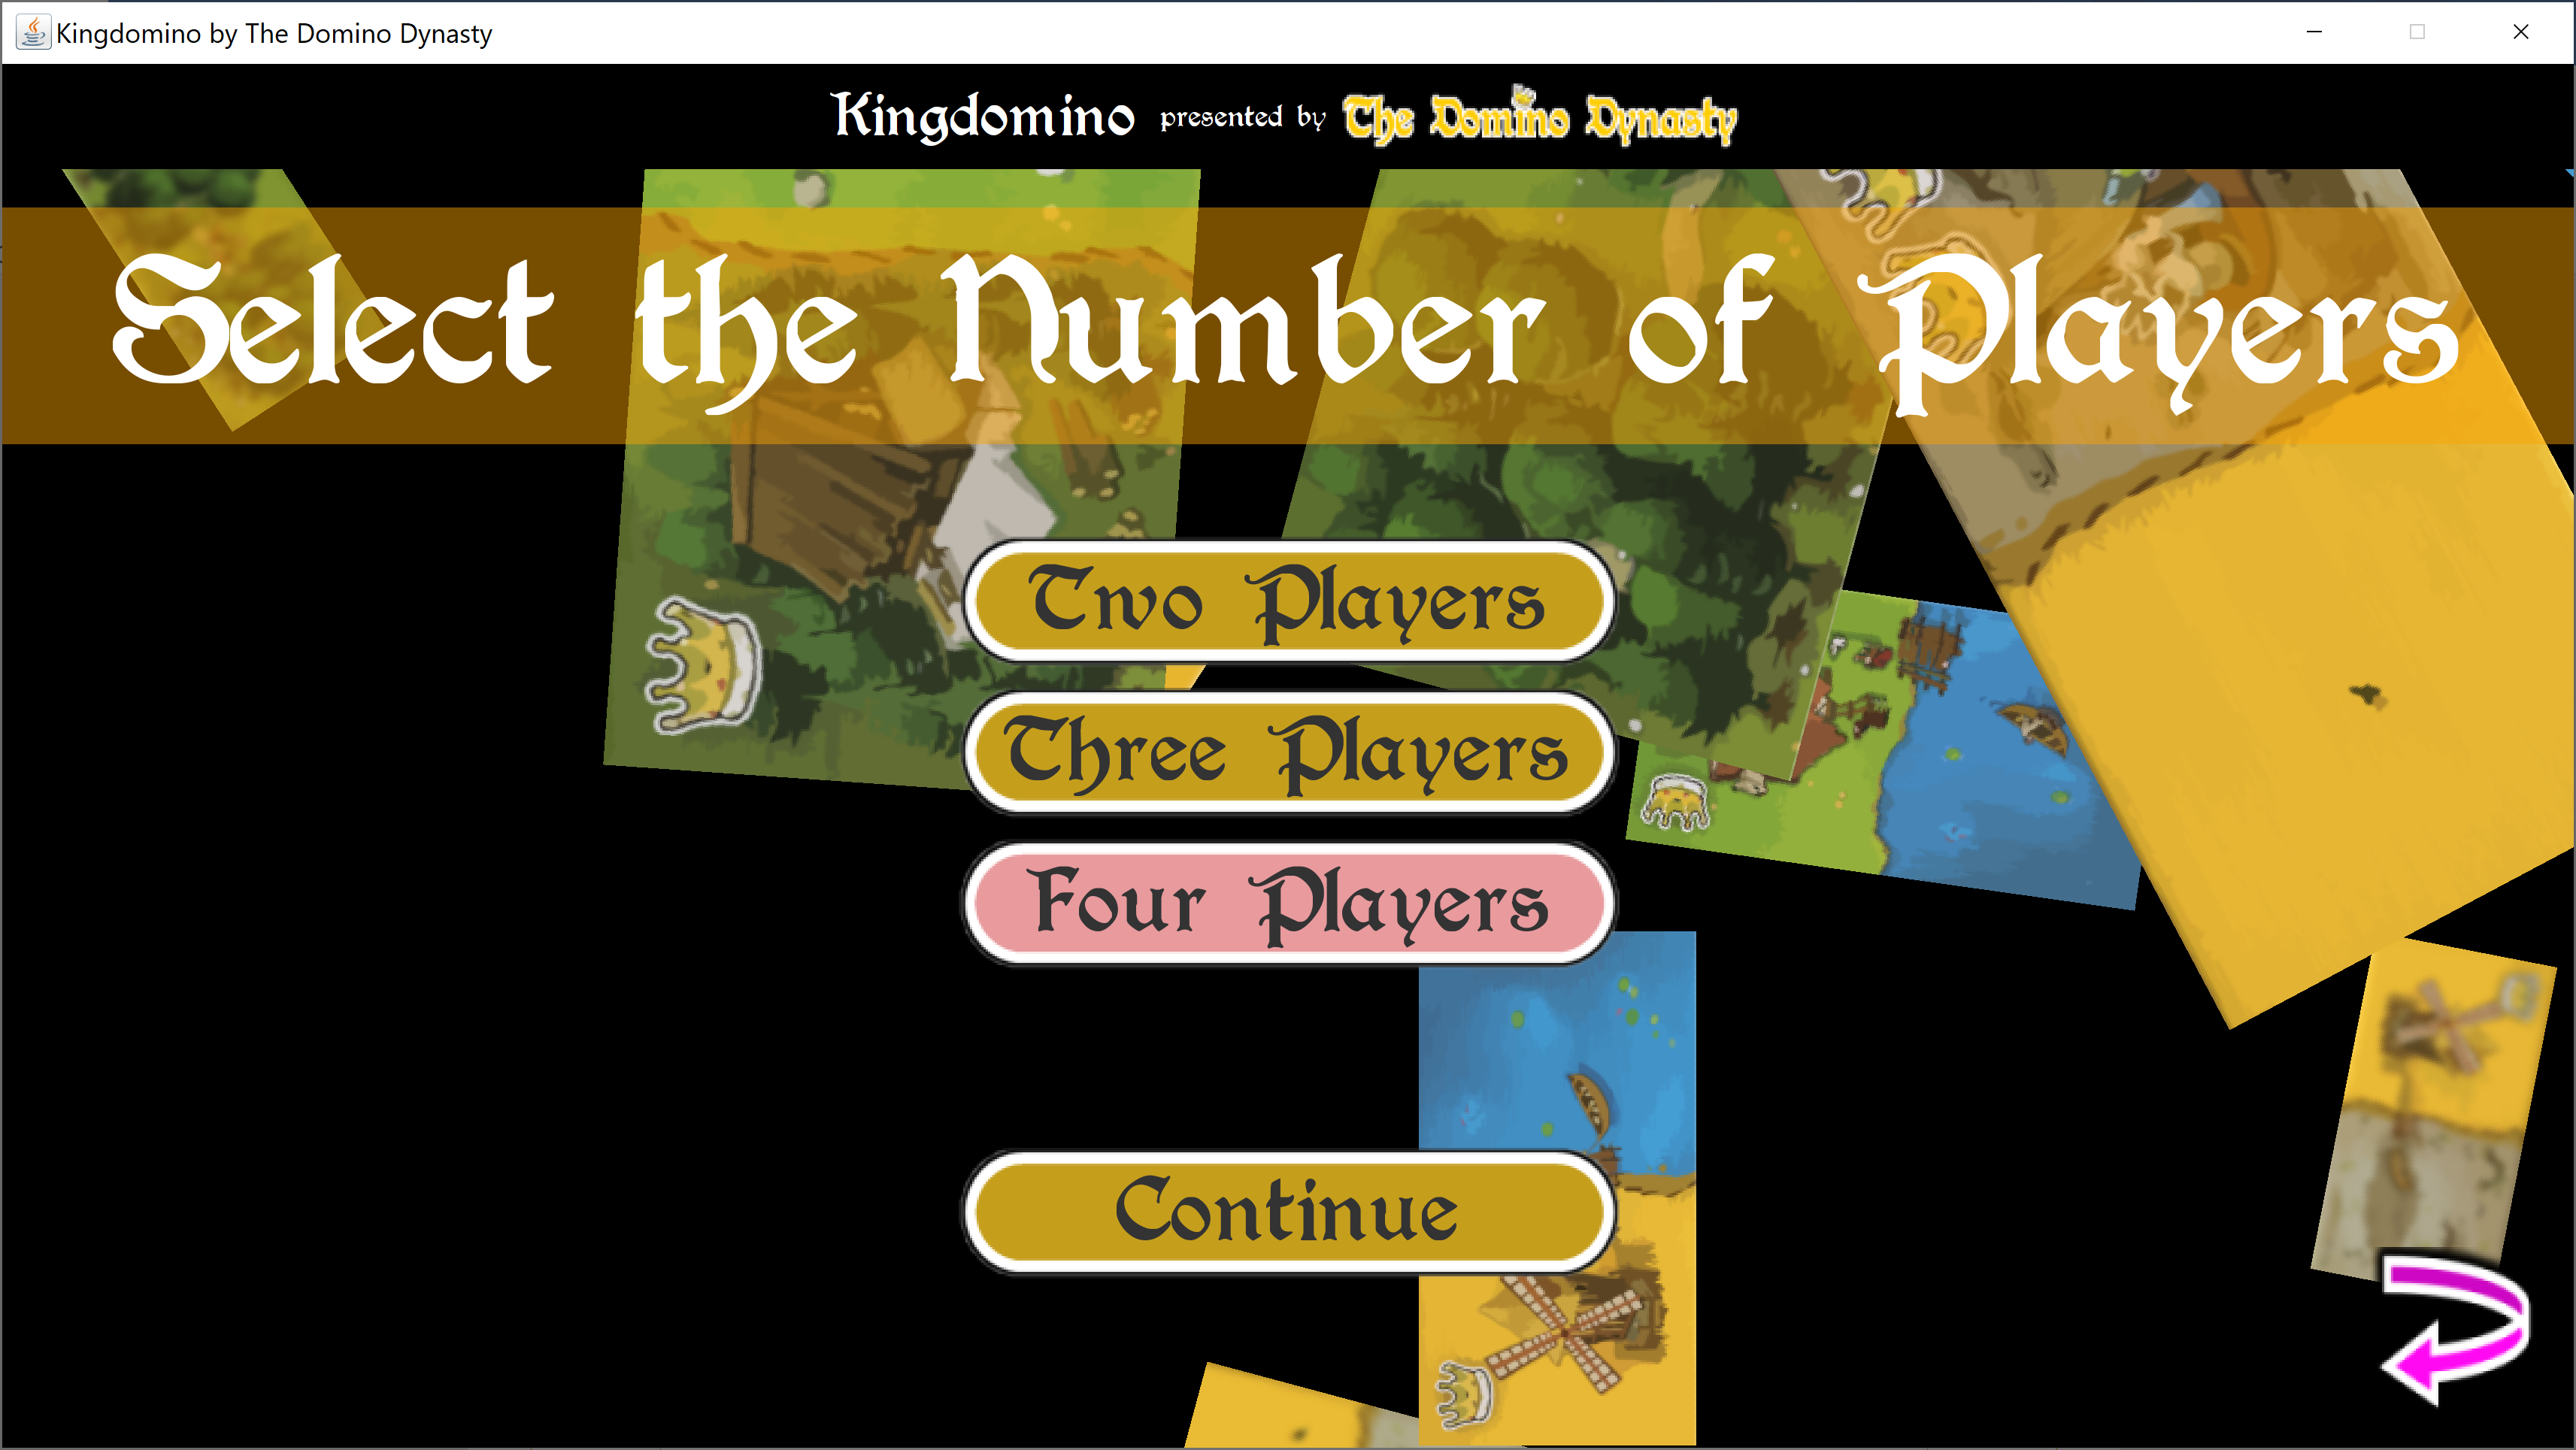 Kingdomino by The Domino Dynasty
Kingdomino presented by The Domino Dynasty
Select the Number of Players
Two Players
Three Players
Four Players
Continue